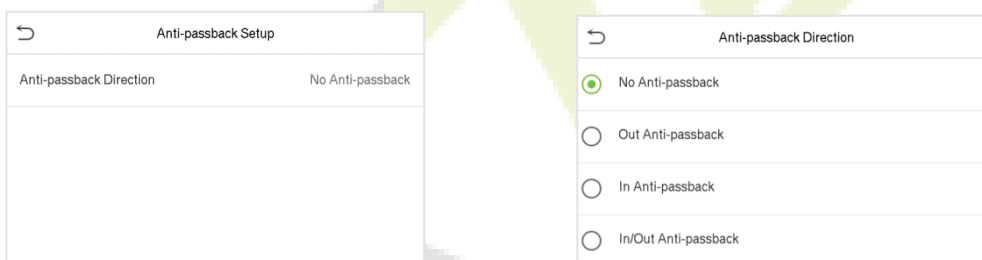 Anti-passback Setup
Anti-passback Direction No Anti-passback
Anti-passback Direction
No Anti-passback
Out Anti-passback
In Anti-passback
In/Out Anti-passback